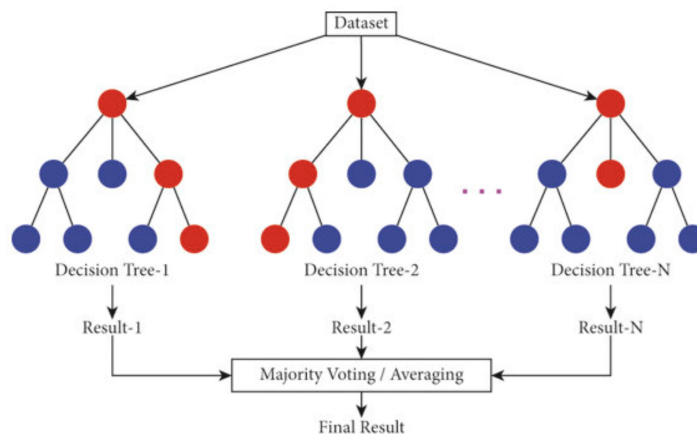 Dataset
Decision Tree-1
Decision Tree-2
Decision Tree-N
Result-1
Result-2
Result-N
Majority Voting / Averaging
Final Result